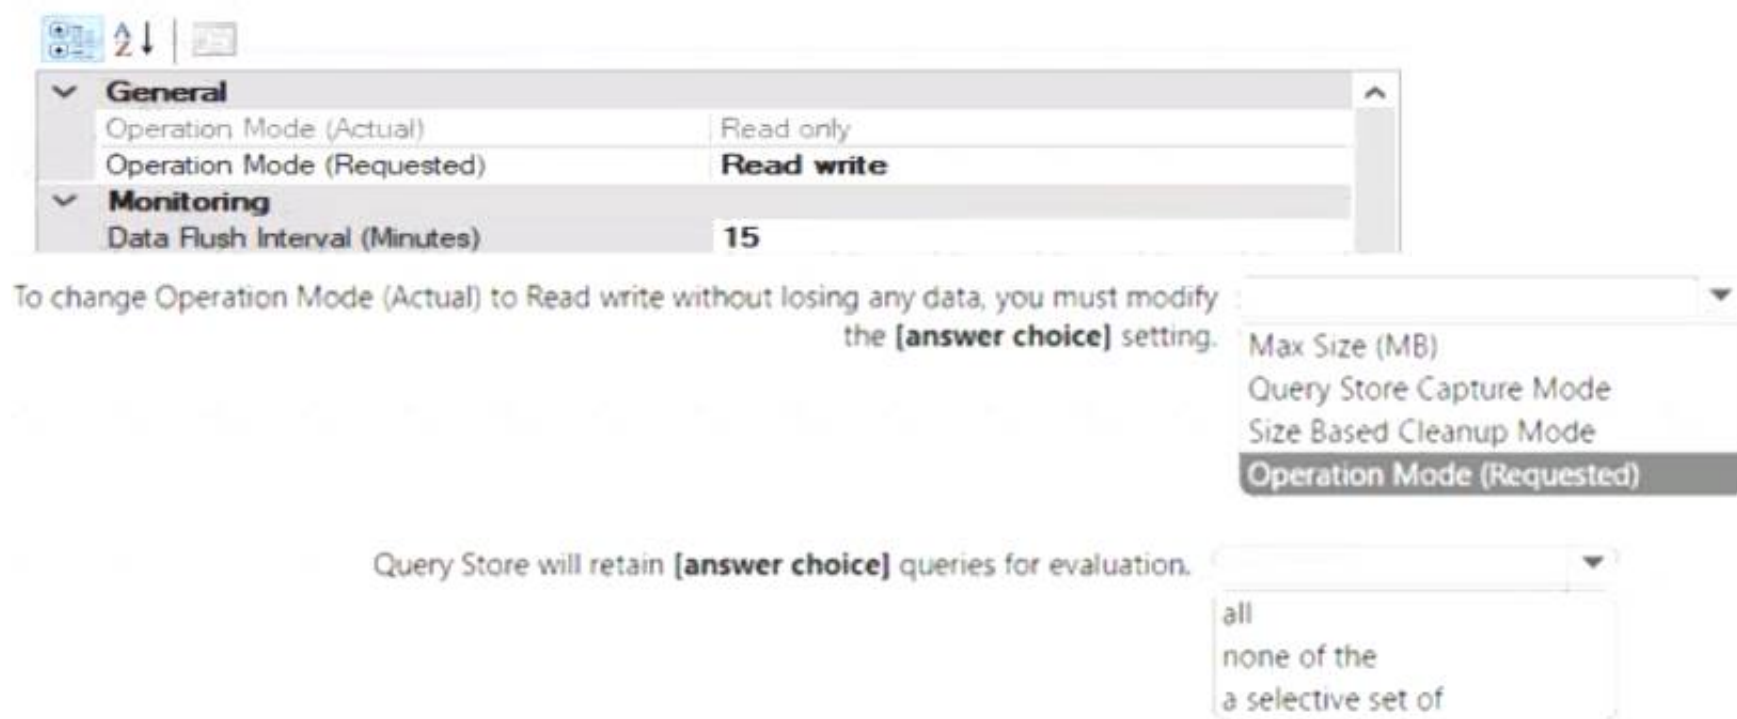 General
Operation Mode (Actual) Read only
Operation Mode (Requested) Read write
Monitoring
Data Flush Interval (Minutes) 15
To change Operation Mode (Actual) to Read write without losing any data, you must modify
the [answer choice] setting.
Max Size (MB)
Query Store Capture Mode
Size Based Cleanup Mode
Operation Mode (Requested)
Query Store will retain [answer choice] queries for evaluation.
all
none of the
a selective set of